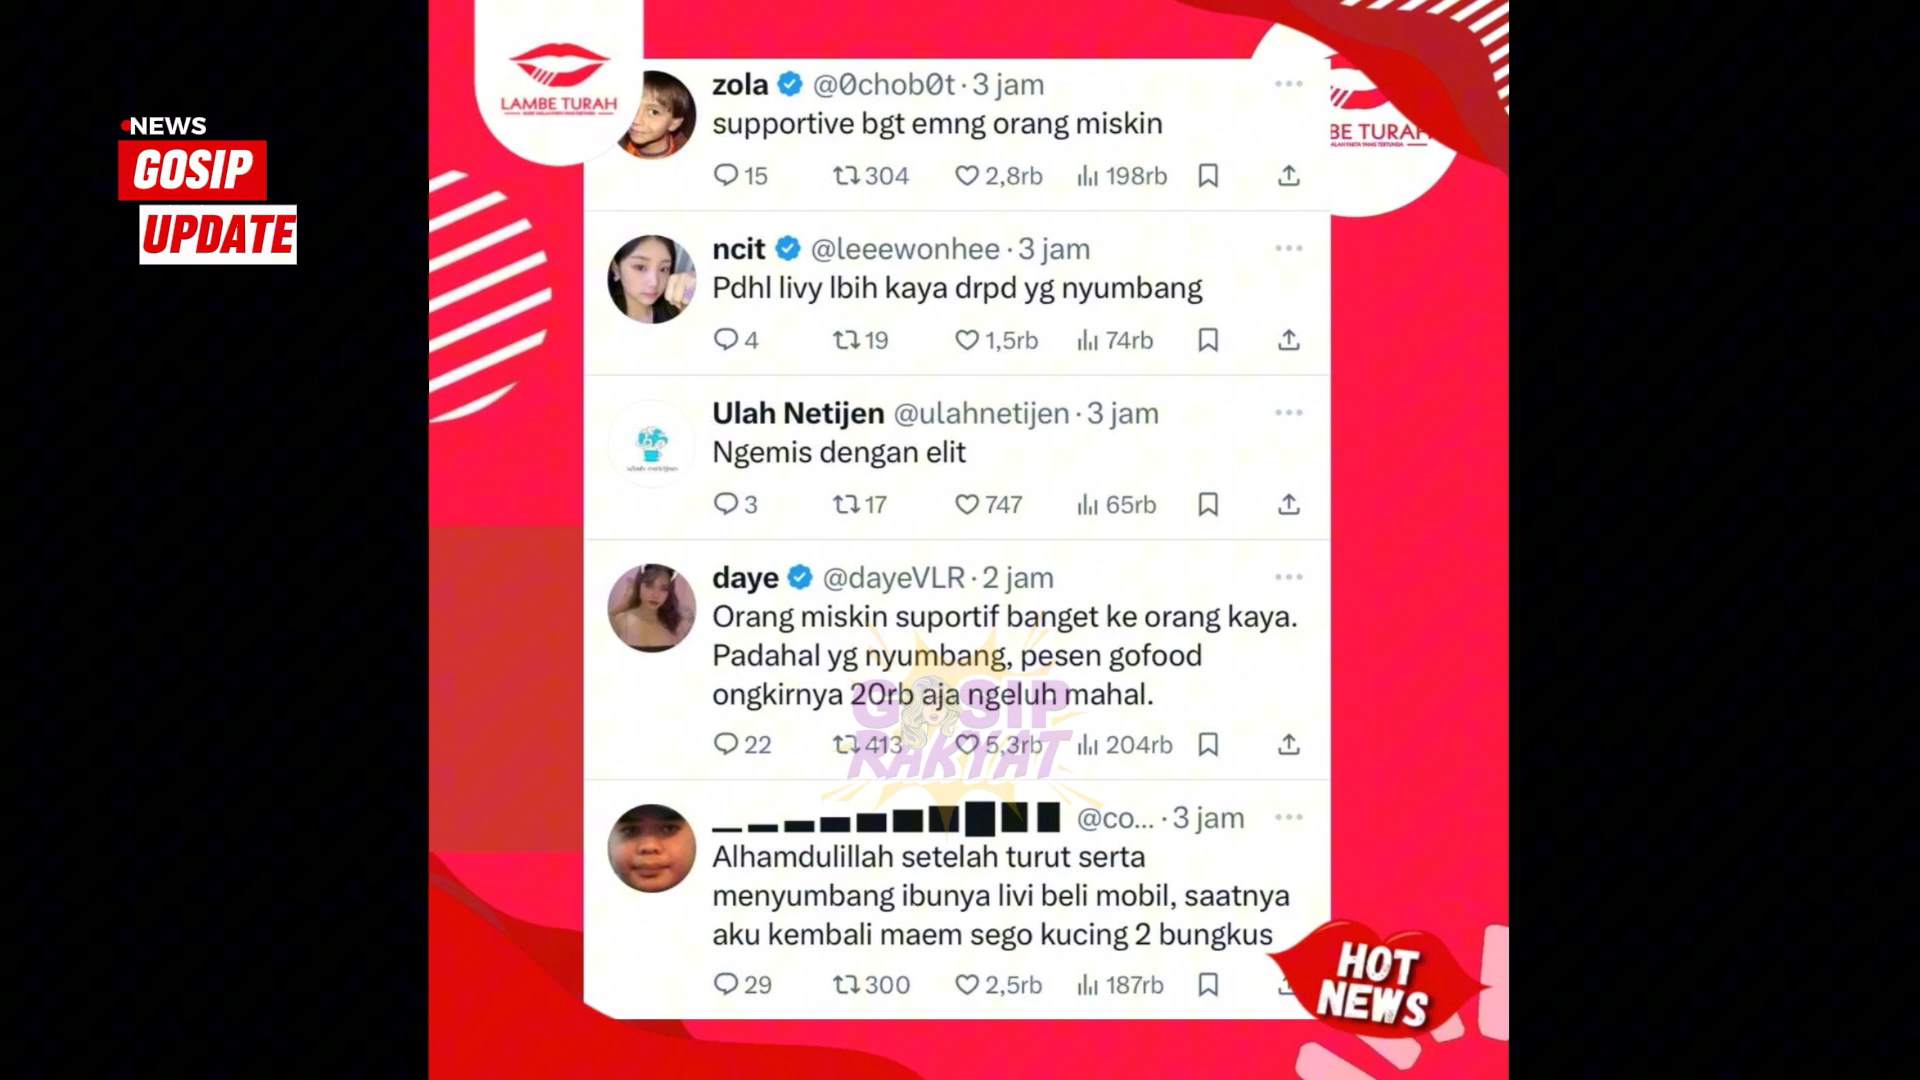 NEWS
GOSIP
UPDATE
LAMBE TURAH
BE TURAH
zola @0chob0t · 3 jam
supportive bgt emng orang miskin
15 304 2,8rb 198rb
ncit @leeewonhee · 3 jam
Pdhl livy lbih kaya drpd yg nyumbang
4 19 1,5rb 74rb
Ulah Netijen @ulahnetijen · 3 jam
Ngemis dengan elit
3 17 747 65rb
daye @dayeVLR · 2 jam
Orang miskin suportif banget ke orang kaya.
Padahal yg nyumbang, pesen gofood
ongkirnya 20rb aja ngeluh mahal.
22 413 5,3rb 204rb
GOSIP
RAKYAT
@co... · 3 jam
Alhamdulillah setelah turut serta
menyumbang ibunya livi beli mobil, saatnya
aku kembali maem sego kucing 2 bungkus
29 300 2,5rb 187rb
HOT
NEWS